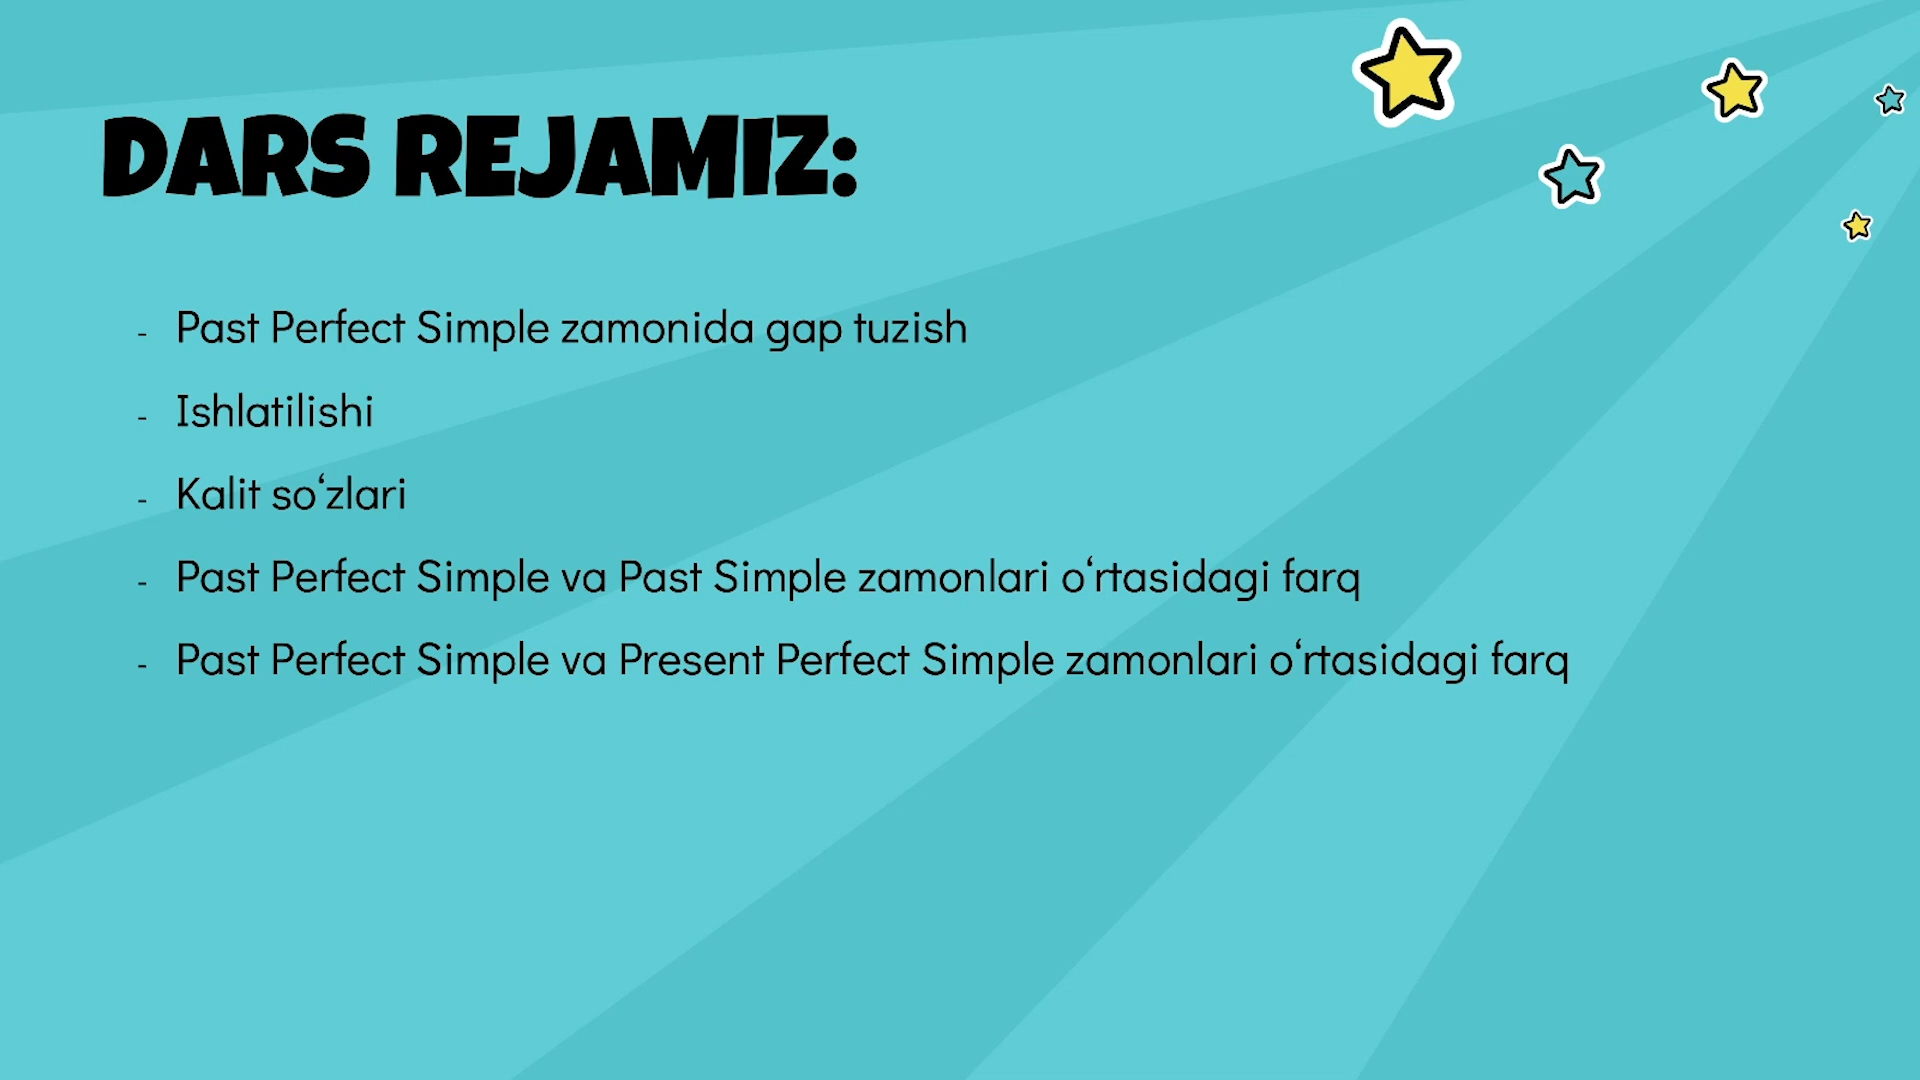 DARS REJAMIZ:
- Past Perfect Simple zamonida gap tuzish
- Ishlatilishi
- Kalit so‘zlari
- Past Perfect Simple va Past Simple zamonlari o‘rtasidagi farq
- Past Perfect Simple va Present Perfect Simple zamonlari o‘rtasidagi farq